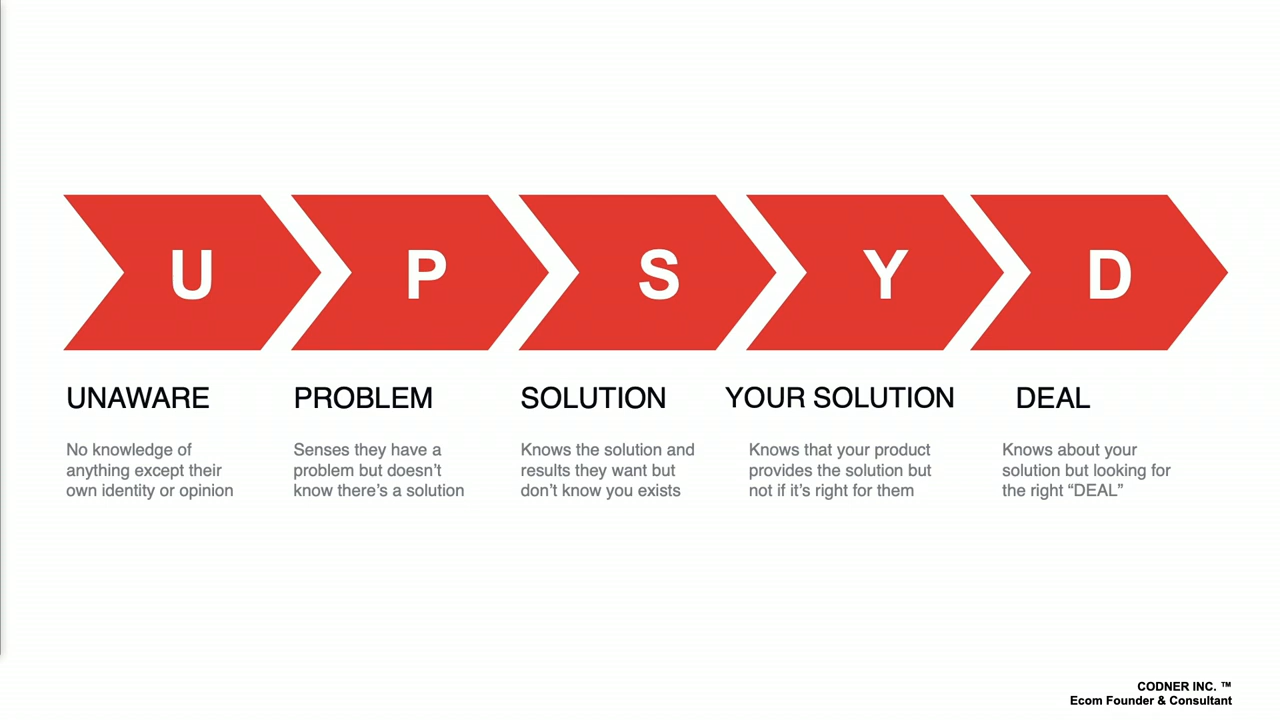 U P S Y D
UNAWARE
No knowledge of
anything except their
own identity or opinion
PROBLEM
Senses they have a
problem but doesn’t
know there’s a solution
SOLUTION
Knows the solution and
results they want but
don’t know you exists
YOUR SOLUTION
Knows that your product
provides the solution but
not if it’s right for them
DEAL
Knows about your
solution but looking for
the right “DEAL”
CODNER INC. ™
Ecom Founder & Consultant